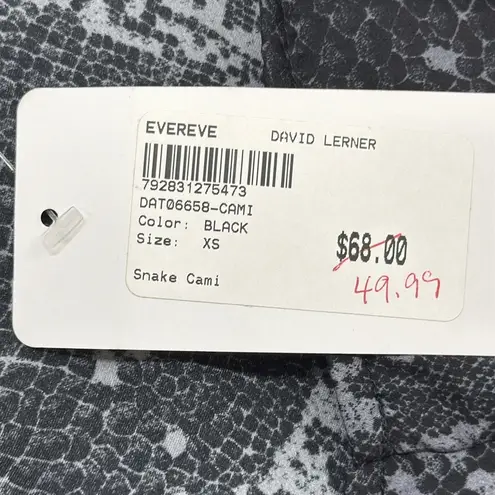 EVEREVE DAVID LERNER
792831275473
DAT06658-CAMI
Color: BLACK
Size: XS
$68.00
49.99
Snake Cami